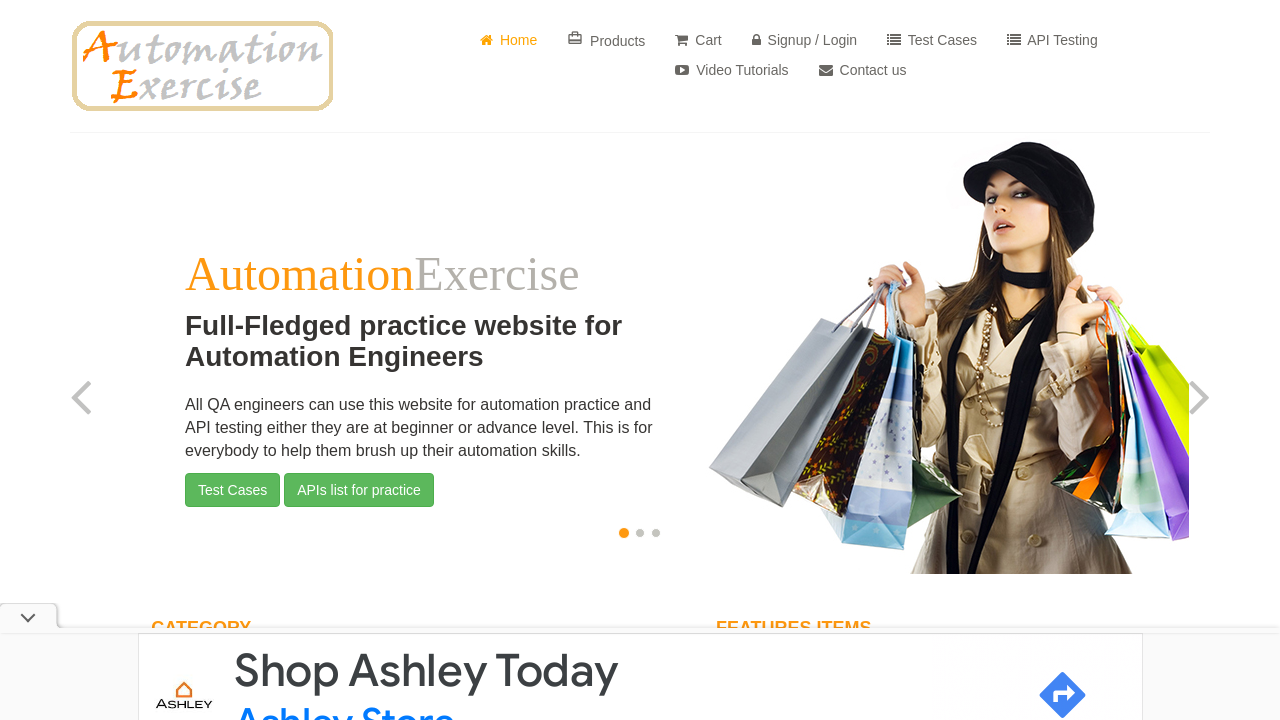 Automation
Exercise
Home
Products
Cart
Signup / Login
Test Cases
API Testing
Video Tutorials
Contact us
AutomationExercise
Full-Fledged practice website for
Automation Engineers
All QA engineers can use this website for automation practice and
API testing either they are at beginner or advance level. This is for
everybody to help them brush up their automation skills.
Test Cases
APIs list for practice
CATEGORY
FEATURES ITEMS
Shop Ashley Today
ASHLEY
Ashley Store